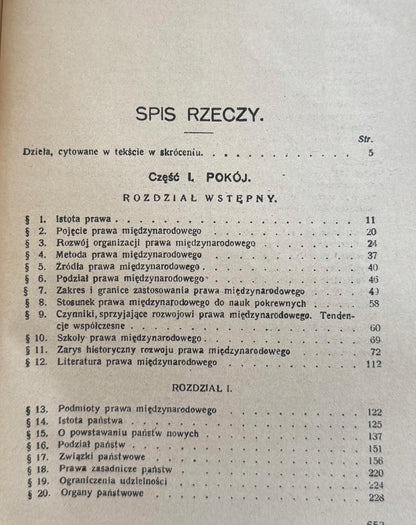 SPIS RZECZY.
Str.
Dzieła, cytowane w tekście w skróceniu. . . . . . . . . . . 5
Część I. POKÓJ.
ROZDZIAŁ WSTĘPNY.
§ 1. Istota prawa . . . . . . . . . . . 11
§ 2. Pojęcie prawa międzynarodowego . . . . . . . 20
§ 3. Rozwój organizacji prawa międzynarodowego . . . . . 24
§ 4. Metoda prawa międzynarodowego . . . . . . . 37
§ 5. Źródła prawa międzynarodowego . . . . . . . 40
§ 6. Podział prawa międzynarodowego . . . . . . . 46
§ 7. Zakres i granice zastosowania prawa międzynarodowego . . . 49
§ 8. Stosunek prawa międzynarodowego do nauk pokrewnych . . . 58
§ 9. Czynniki, sprzyjające rozwojowi prawa międzynarodowego. Tenden-
cje współczesne . . . . . . . . . . 60
§ 10. Szkoły prawa międzynarodowego . . . . . . . 69
§ 11. Zarys historyczny rozwoju prawa międzynarodowego . . . . 72
§ 12. Literatura prawa międzynarodowego . . . . . . 112
ROZDZIAŁ I.
§ 13. Podmioty prawa międzynarodowego . . . . . . 122
§ 14. Istota państwa . . . . . . . . . . 125
§ 15. O powstawaniu państw nowych . . . . . . . 137
§ 16. Podział państw . . . . . . . . . . 151
§ 17. Związki państwowe . . . . . . . . . 156
§ 18. Prawa zasadnicze państw . . . . . . . . 220
§ 19. Ograniczenia udzielności . . . . . . . . 224
§ 20. Organy państwowe . . . . . . . . . 228